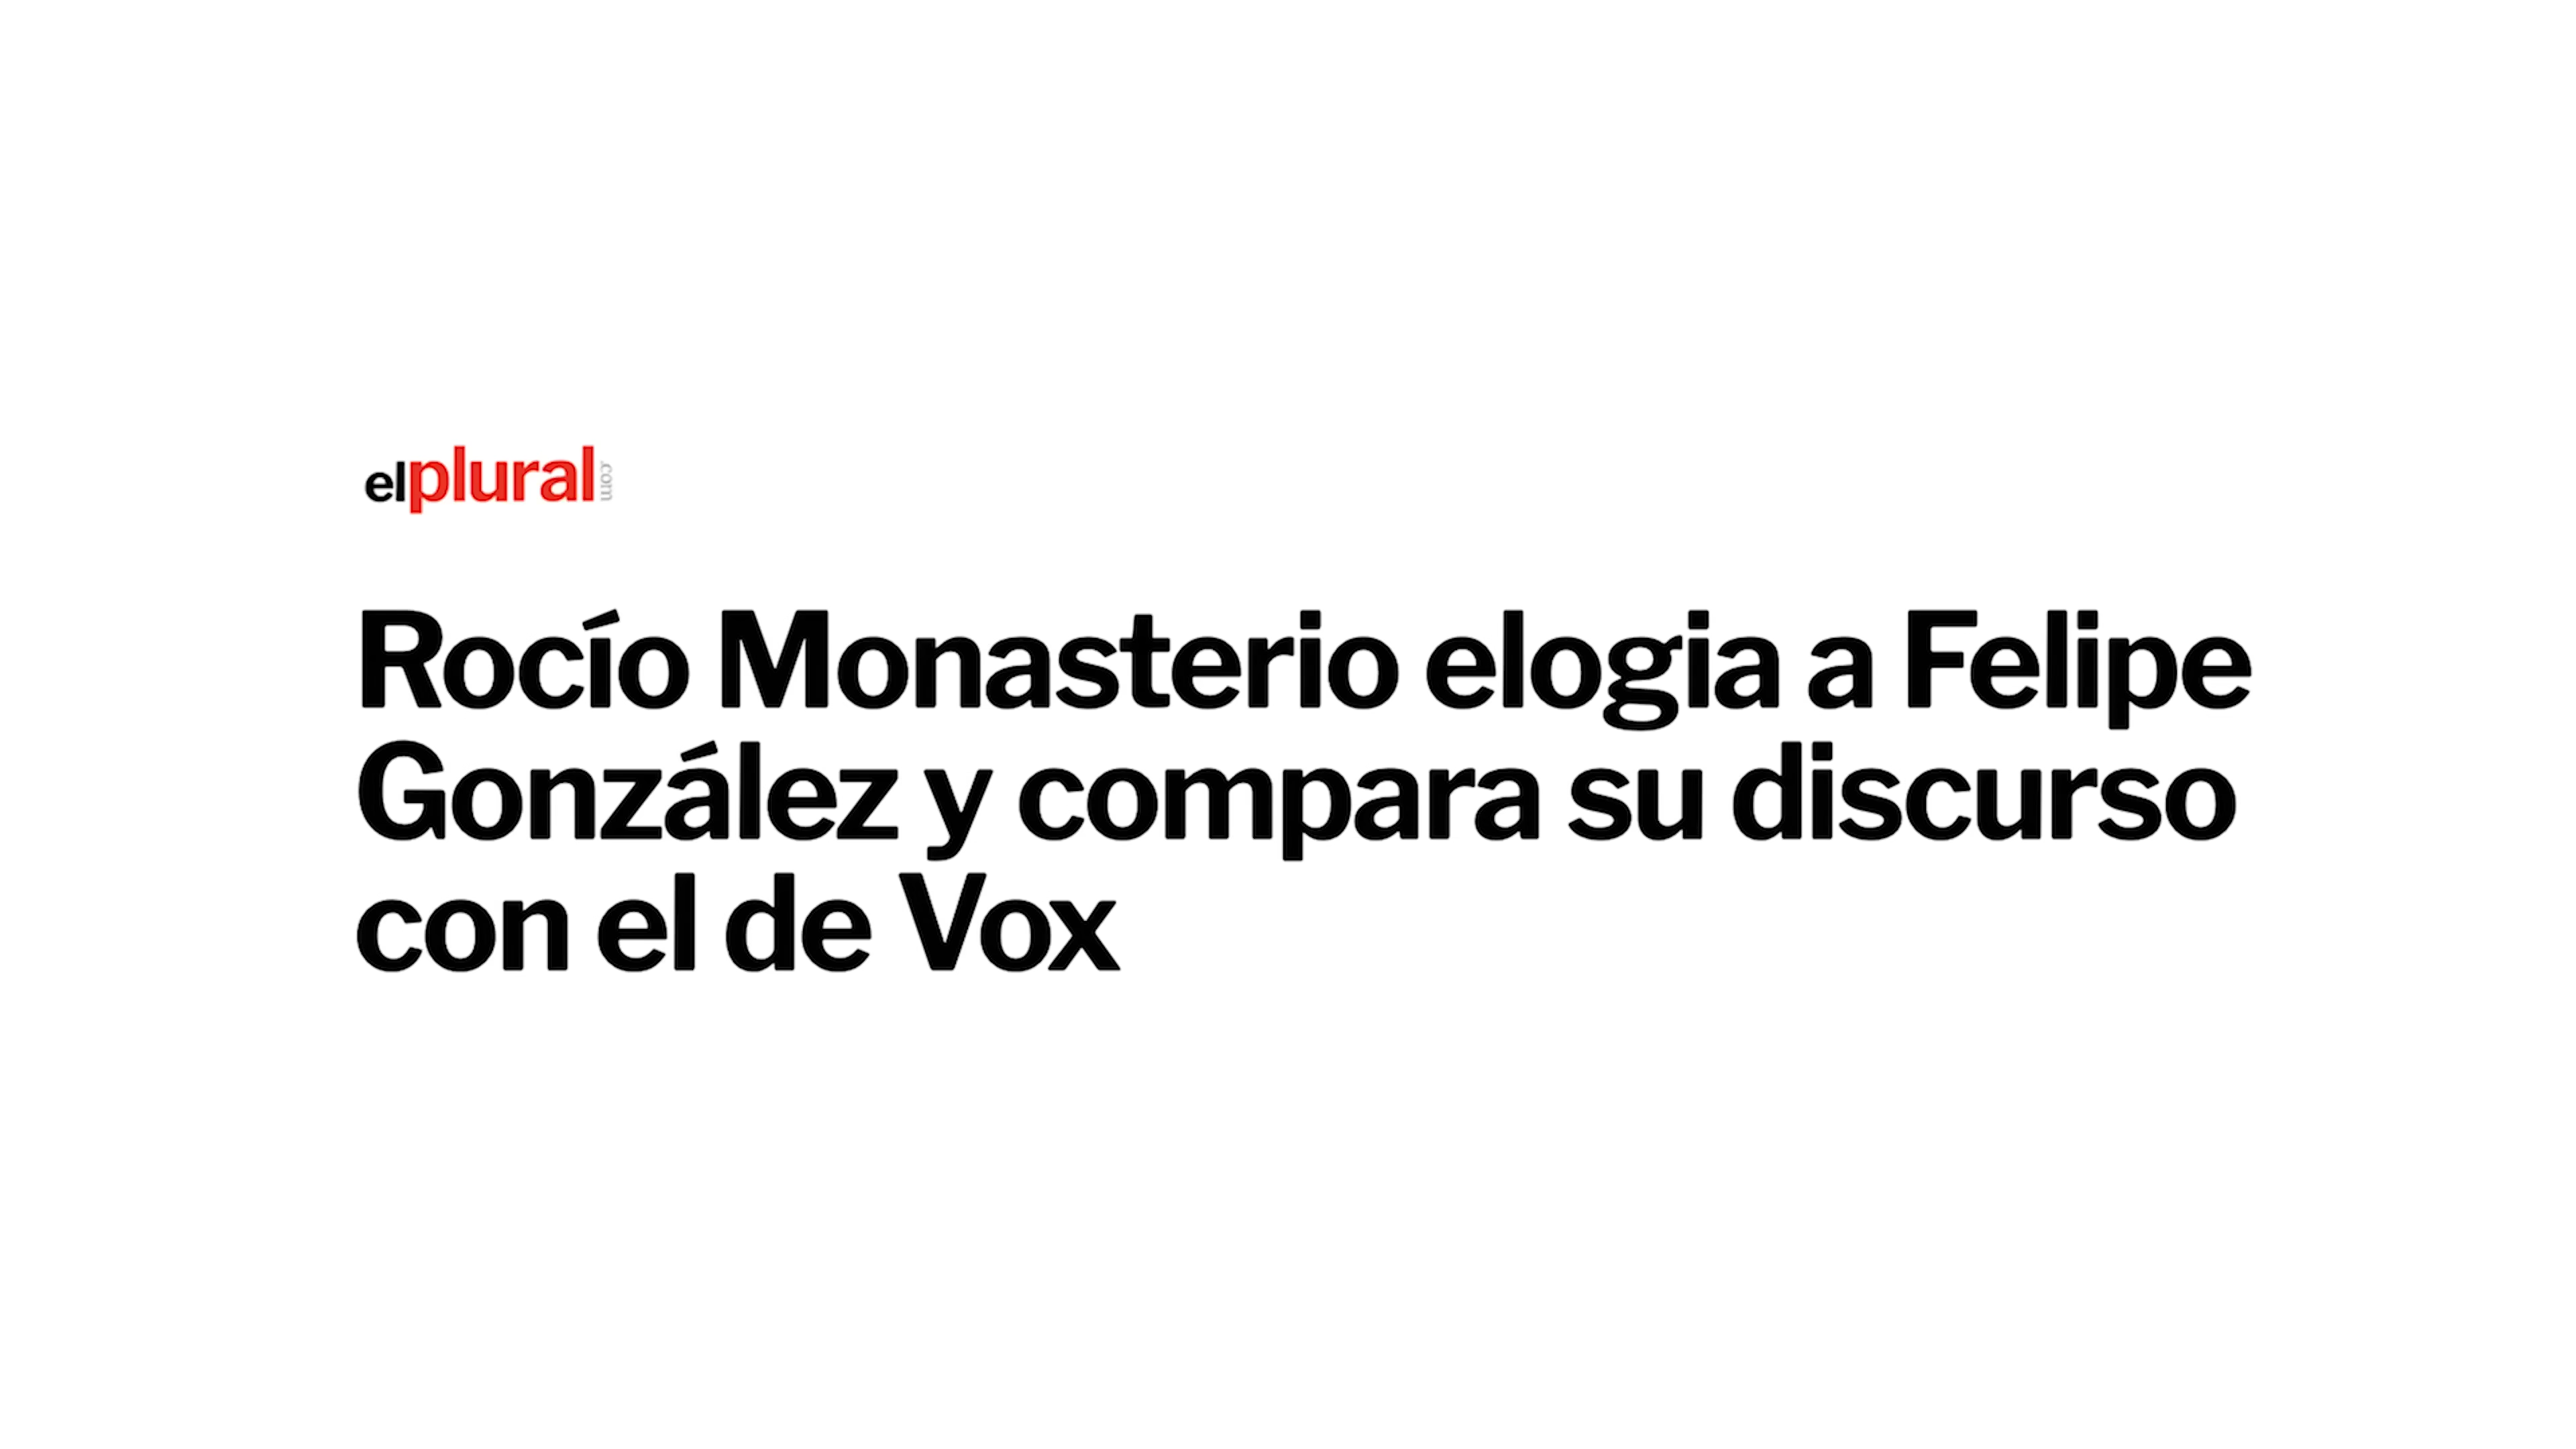 elplural.com
Rocío Monasterio elogia a Felipe
González y compara su discurso
con el de Vox